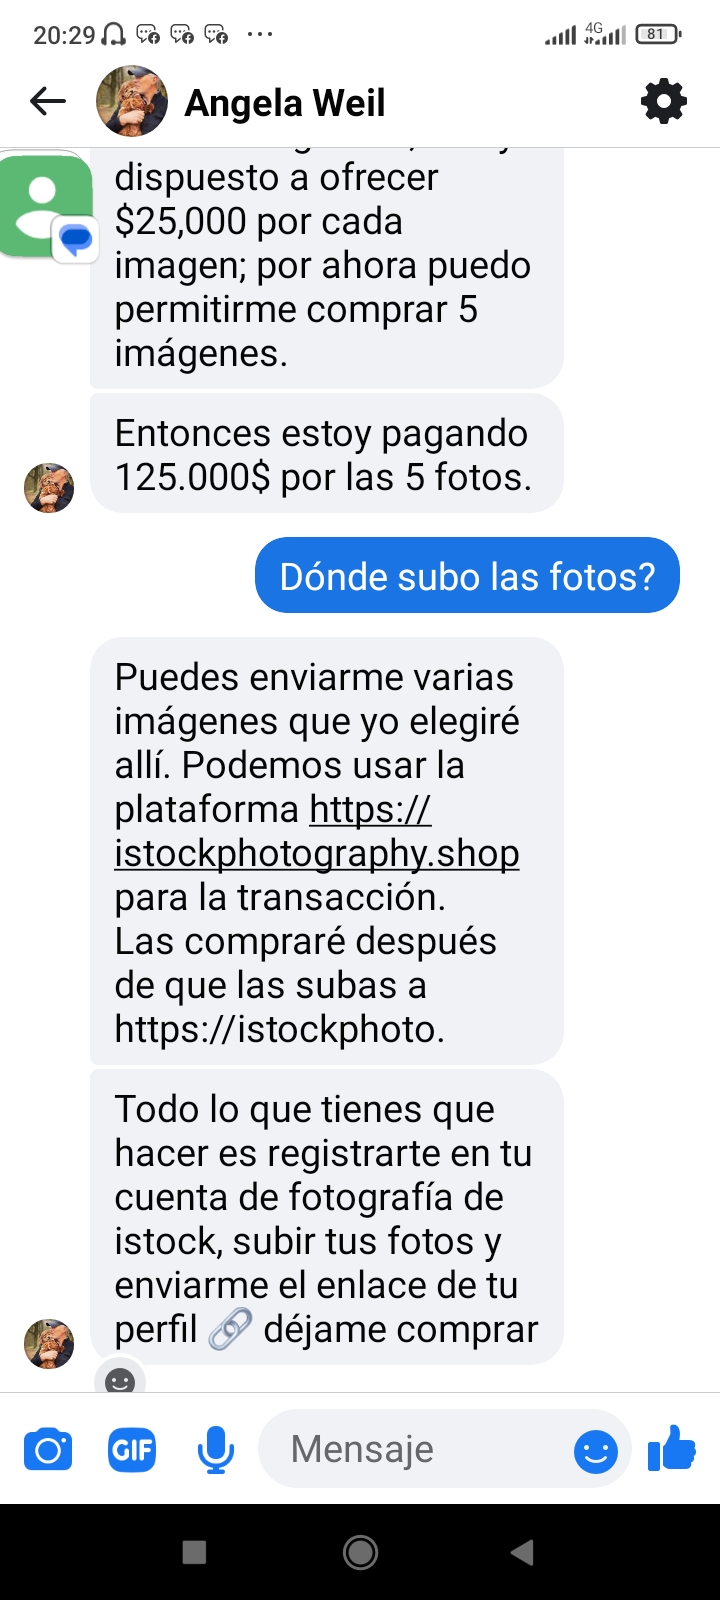 20:29
4G
81
Angela Weil
dispuesto a ofrecer
$25,000 por cada
imagen; por ahora puedo
permitirme comprar 5
imágenes.
Entonces estoy pagando
125.000$ por las 5 fotos.
Dónde subo las fotos?
Puedes enviarme varias
imágenes que yo elegiré
allí. Podemos usar la
plataforma https://
istockphotography.shop
para la transacción.
Las compraré después
de que las subas a
https://istockphoto.
Todo lo que tienes que
hacer es registrarte en tu
cuenta de fotografía de
istock, subir tus fotos y
enviarme el enlace de tu
perfil 🔗 déjame comprar
GIF
Mensaje